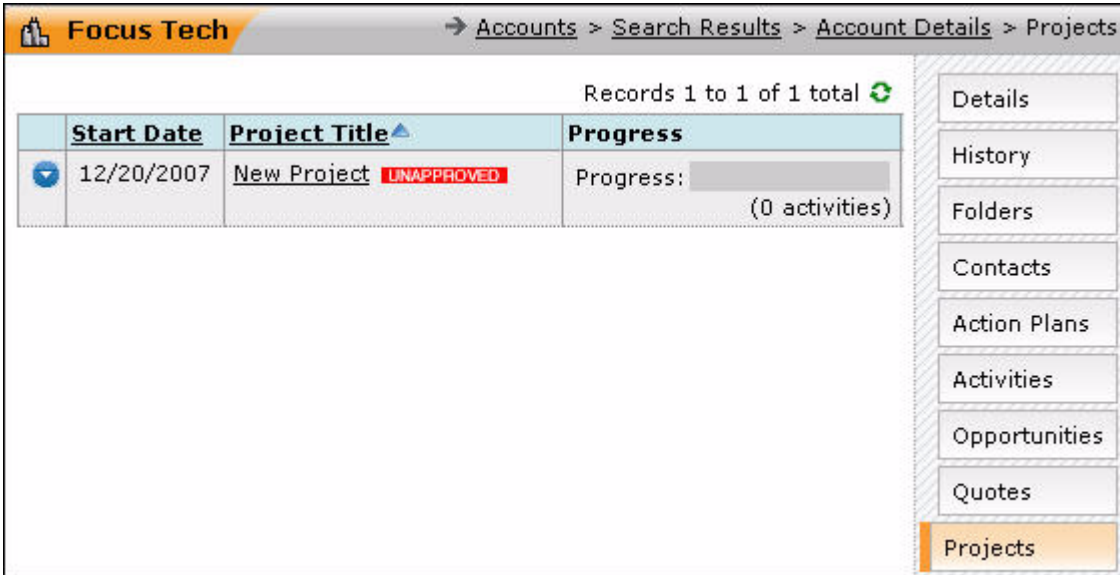 Focus Tech
→ Accounts > Search Results > Account Details > Projects
Records 1 to 1 of 1 total
Start Date Project Title Progress
12/20/2007 New Project UNAPPROVED Progress:
(0 activities)
Details
History
Folders
Contacts
Action Plans
Activities
Opportunities
Quotes
Projects